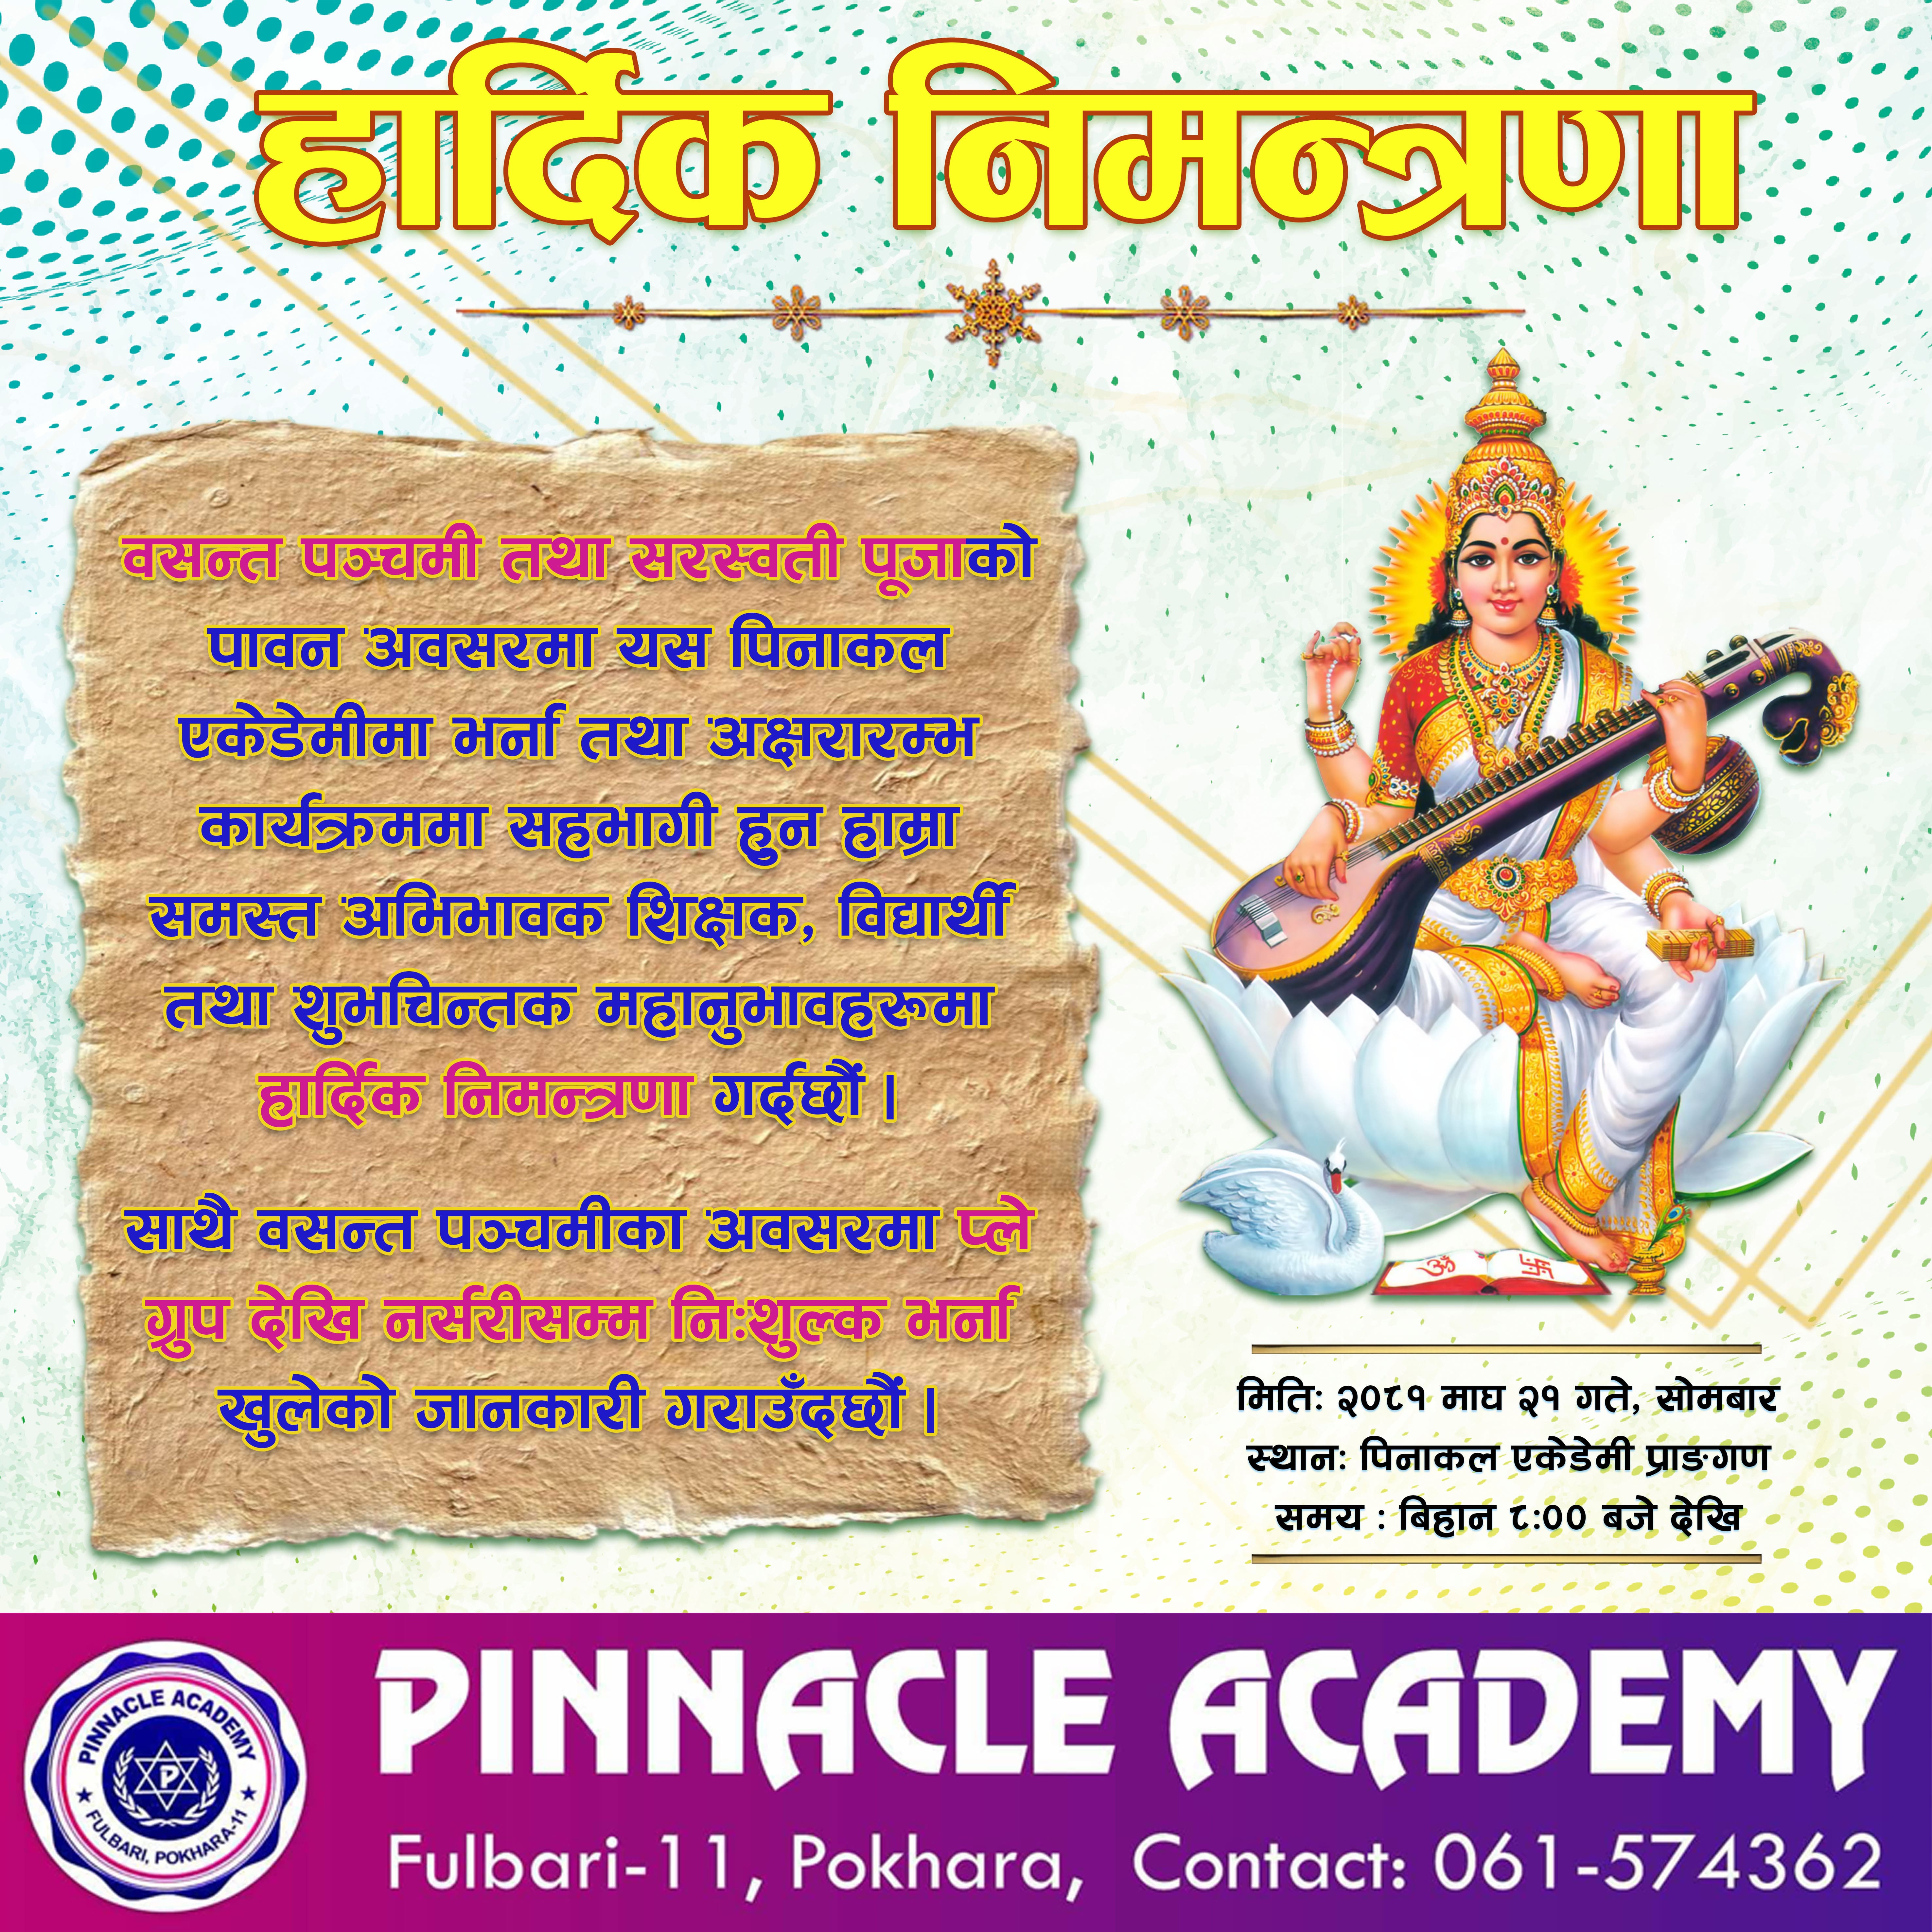 हार्दिक निमन्त्रणा
वसन्त पञ्चमी तथा सरस्वती पूजाको
पावन अवसरमा यस पिनाकल
एकेडेमीमा भर्ना तथा अक्षरारम्भ
कार्यक्रममा सहभागी हुन हाम्रा
समस्त अभिभावक शिक्षक, विद्यार्थी
तथा शुभचिन्तक महानुभावहरूमा
हार्दिक निमन्त्रणा गर्दछौं ।
साथै वसन्त पञ्चमीका अवसरमा प्ले
ग्रुप देखि नर्सरीसम्म निःशुल्क भर्ना
खुलेको जानकारी गराउँदछौं ।
ॐ 卐
मितिः २०८१ माघ २१ गते, सोमबार
स्थानः पिनाकल एकेडेमी प्राङगण
समय : बिहान ८:०० बजे देखि
PINNACLE ACADEMY
P
FULBARI, POKHARA-11
PINNACLE ACADEMY
Fulbari-11, Pokhara, Contact: 061-574362